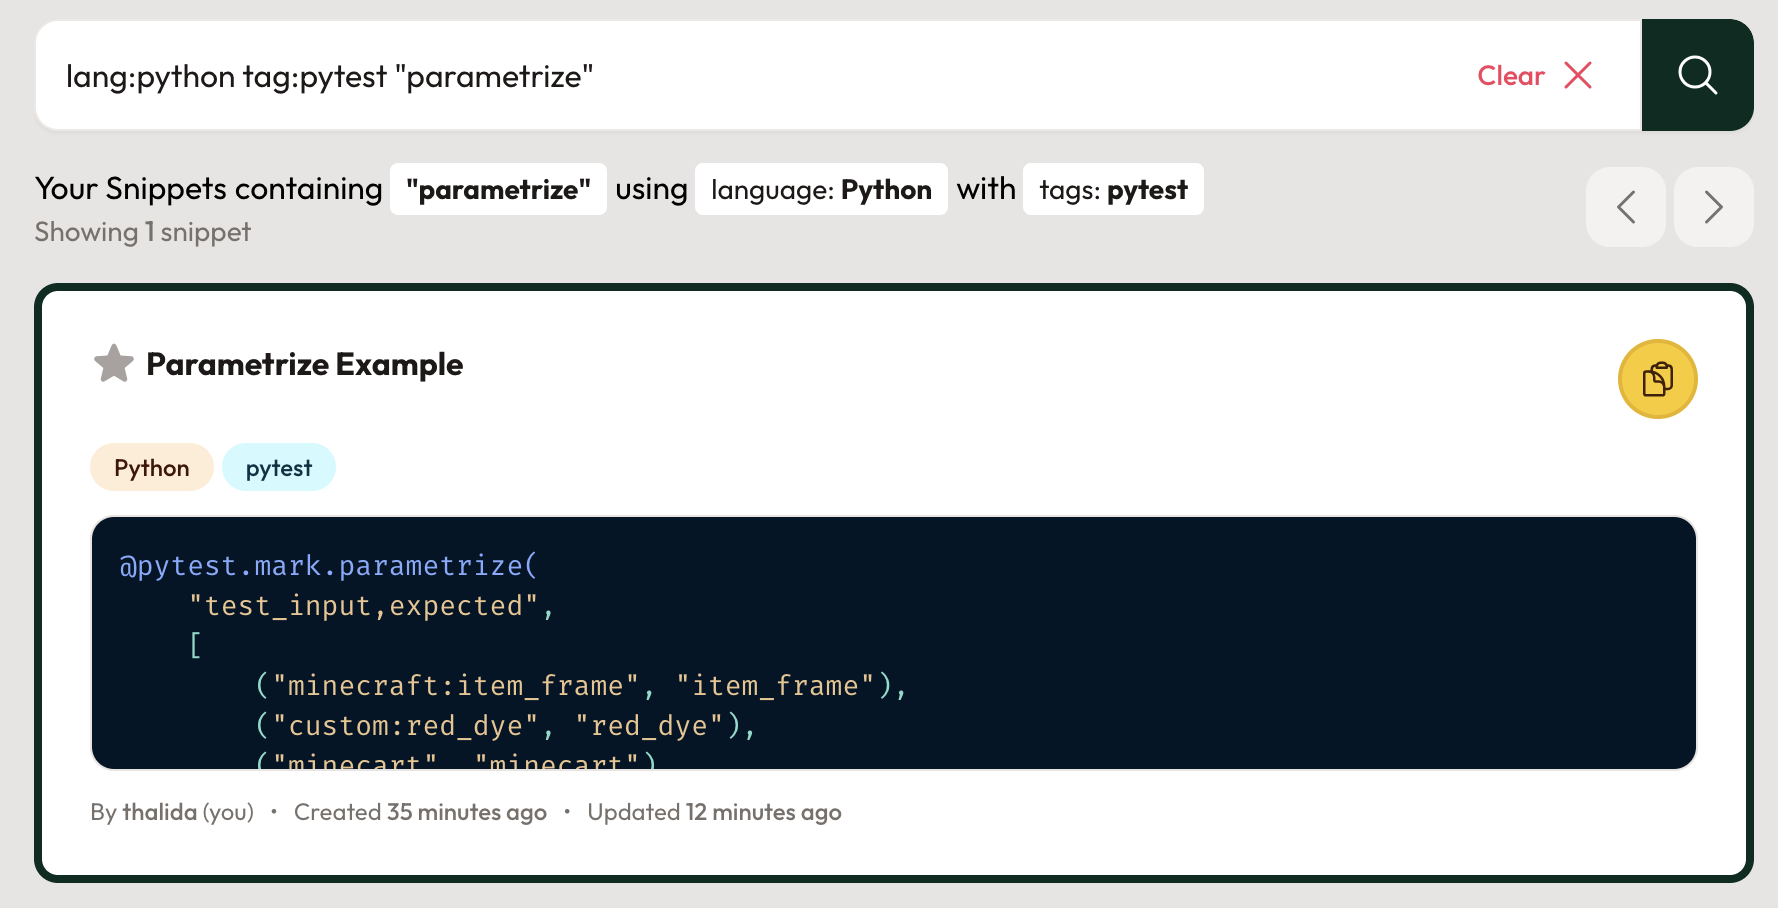 lang:python tag:pytest "parametrize"
Clear
Your Snippets containing "parametrize" using language: Python with tags: pytest
Showing 1 snippet
Parametrize Example
Python pytest
@pytest.mark.parametrize(
    "test_input,expected",
    [
        ("minecraft:item_frame", "item_frame"),
        ("custom:red_dye", "red_dye"),
        ("minecart", "minecart")
By thalida (you) • Created 35 minutes ago • Updated 12 minutes ago